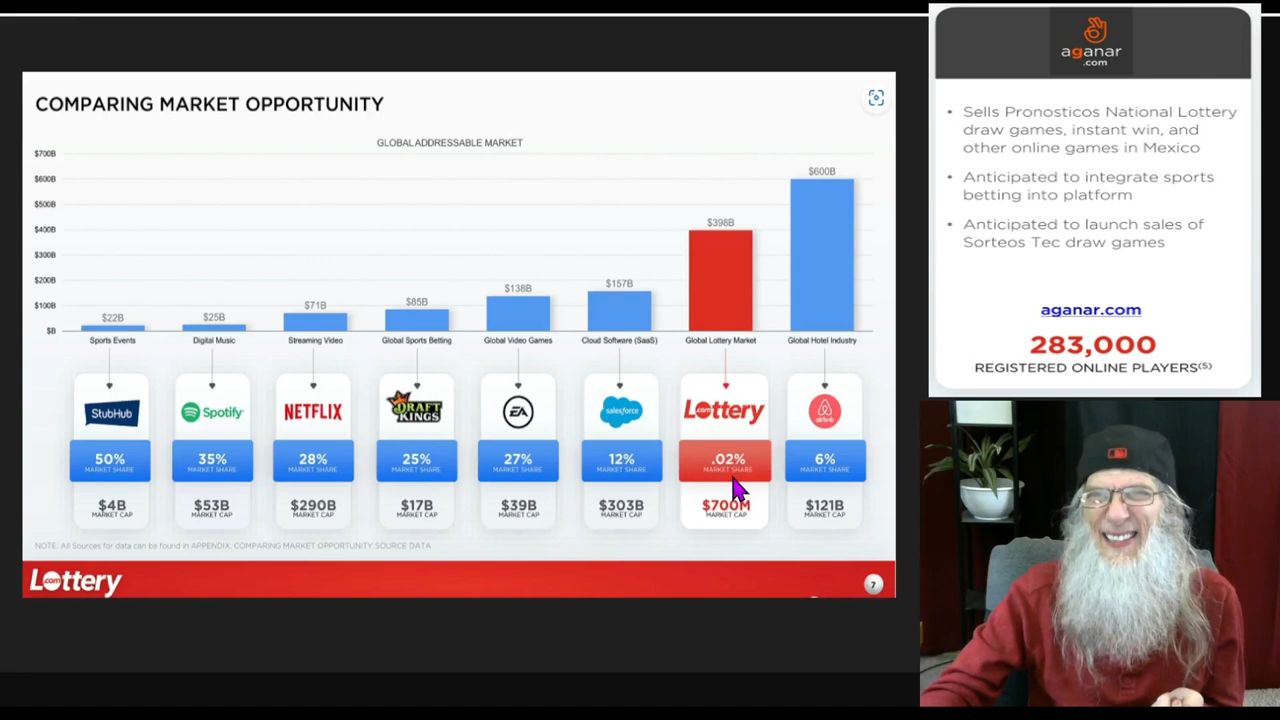 COMPARING MARKET OPPORTUNITY
GLOBAL ADDRESSABLE MARKET
$700B
$600B
$500B
$400B
$300B
$200B
$100B
$B
$22B
$25B
$71B
$85B
$138B
$157B
$398B
$600B
Sports Events
Digital Music
Streaming Video
Global Sports Betting
Global Video Games
Cloud Software (SaaS)
Global Lottery Market
Global Hotel Industry
StubHub
Spotify
NETFLIX
DRAFT
KINGS
EA
salesforce
Lottery
.com
airbnb
50%
MARKET SHARE
35%
MARKET SHARE
28%
MARKET SHARE
25%
MARKET SHARE
27%
MARKET SHARE
12%
MARKET SHARE
.02%
MARKET SHARE
6%
MARKET SHARE
$4B
MARKET CAP
$53B
MARKET CAP
$290B
MARKET CAP
$17B
MARKET CAP
$39B
MARKET CAP
$303B
MARKET CAP
$700M
MARKET CAP
$121B
MARKET CAP
NOTE: All Sources for data can be found in APPENDIX. COMPARING MARKET OPPORTUNITY SOURCE DATA
Lottery
.com
7
aganar
.com
• Sells Pronosticos National Lottery
draw games, instant win, and
other online games in Mexico
• Anticipated to integrate sports
betting into platform
• Anticipated to launch sales of
Sorteos Tec draw games
aganar.com
283,000
REGISTERED ONLINE PLAYERS(5)